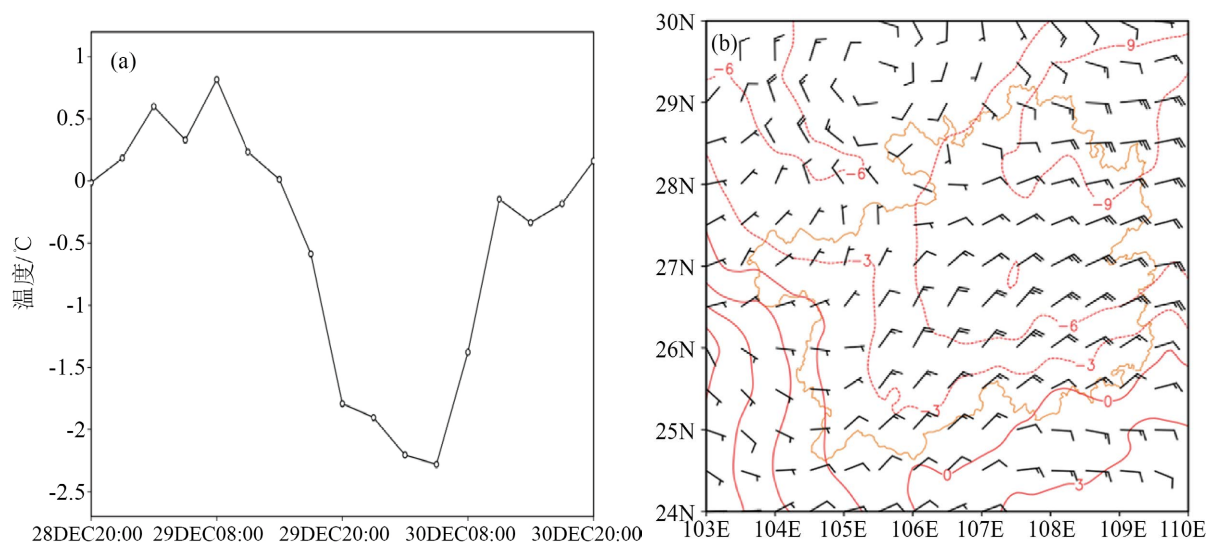 (a)
温度/℃
1
0.5
0
-0.5
-1
-1.5
-2
-2.5
28DEC20:00 29DEC08:00 29DEC20:00 30DEC08:00 30DEC20:00
(b)
30N
29N
28N
27N
26N
25N
24N
103E 104E 105E 106E 107E 108E 109E 110E
-6
-9
-6
-9
-3
-6
-3
-3
0
0
3